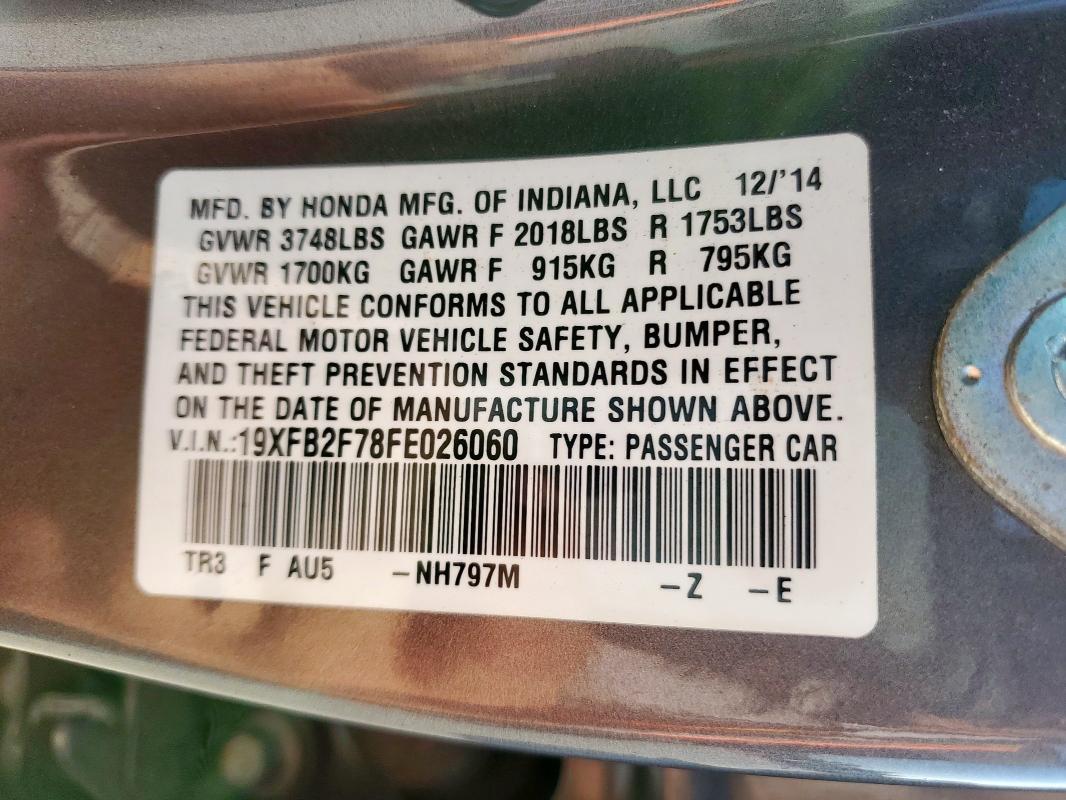 MFD. BY HONDA MFG. OF INDIANA, LLC 12/'14
GVWR 3748LBS GAWR F 2018LBS R 1753LBS
GVWR 1700KG GAWR F 915KG R 795KG
THIS VEHICLE CONFORMS TO ALL APPLICABLE
FEDERAL MOTOR VEHICLE SAFETY, BUMPER,
AND THEFT PREVENTION STANDARDS IN EFFECT
ON THE DATE OF MANUFACTURE SHOWN ABOVE.
V.I.N.:19XFB2F78FE026060 TYPE: PASSENGER CAR
TR3 F AU5 -NH797M -Z -E